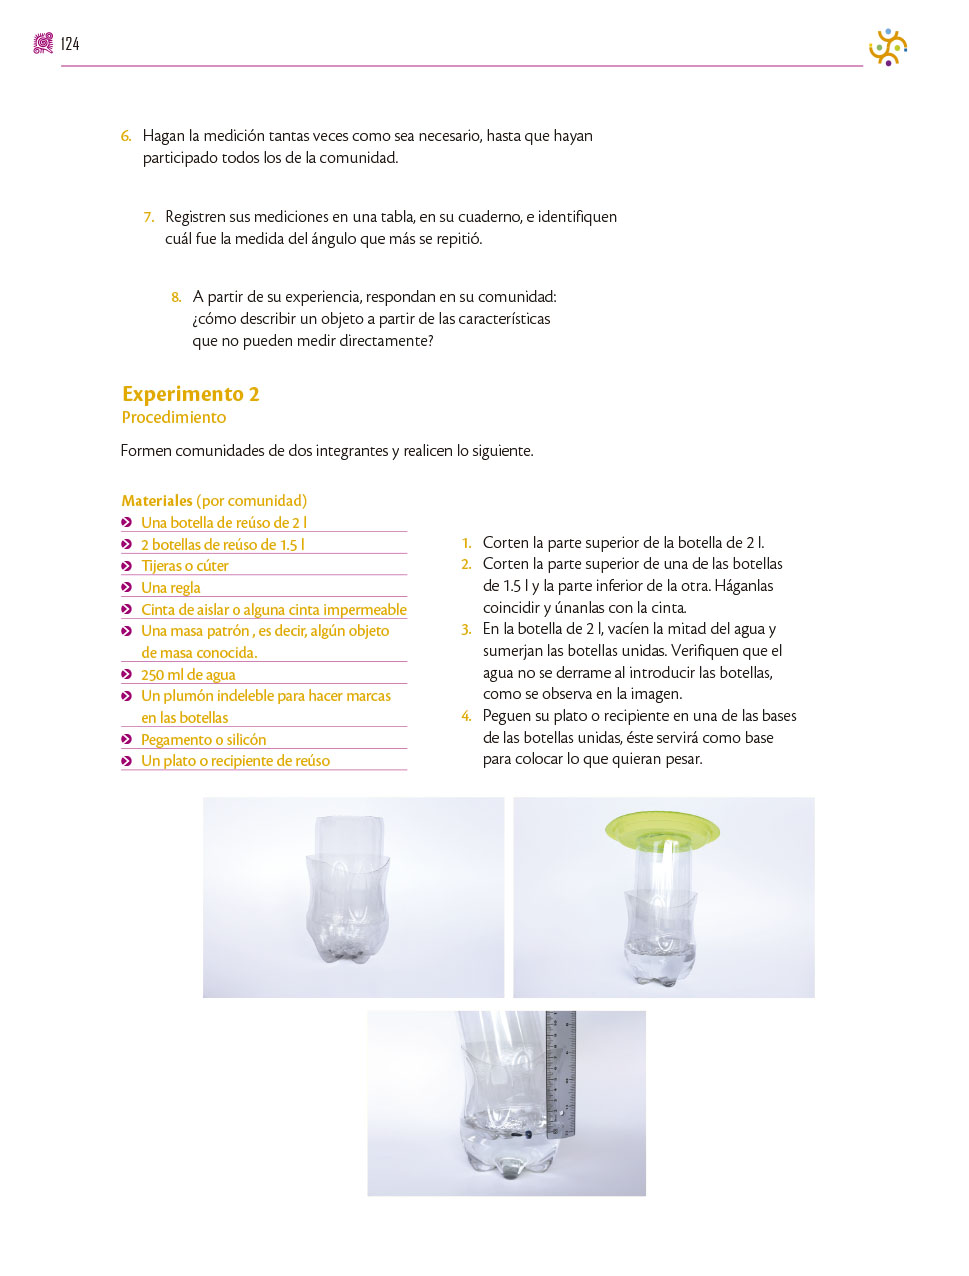 124
6. Hagan la medición tantas veces como sea necesario, hasta que hayan
participado todos los de la comunidad.
7. Registren sus mediciones en una tabla, en su cuaderno, e identifiquen
cuál fue la medida del ángulo que más se repitió.
8. A partir de su experiencia, respondan en su comunidad:
¿cómo describir un objeto a partir de las características
que no pueden medir directamente?
Experimento 2
Procedimiento
Formen comunidades de dos integrantes y realicen lo siguiente.
Materiales (por comunidad)
Una botella de reúso de 2 l
2 botellas de reúso de 1.5 l
Tijeras o cúter
Una regla
Cinta de aislar o alguna cinta impermeable
Una masa patrón , es decir, algún objeto
de masa conocida.
250 ml de agua
Un plumón indeleble para hacer marcas
en las botellas
Pegamento o silicón
Un plato o recipiente de reúso
1. Corten la parte superior de la botella de 2 l.
2. Corten la parte superior de una de las botellas
de 1.5 l y la parte inferior de la otra. Háganlas
coincidir y únanlas con la cinta.
3. En la botella de 2 l, vacíen la mitad del agua y
sumerjan las botellas unidas. Verifiquen que el
agua no se derrame al introducir las botellas,
como se observa en la imagen.
4. Peguen su plato o recipiente en una de las bases
de las botellas unidas, éste servirá como base
para colocar lo que quieran pesar.